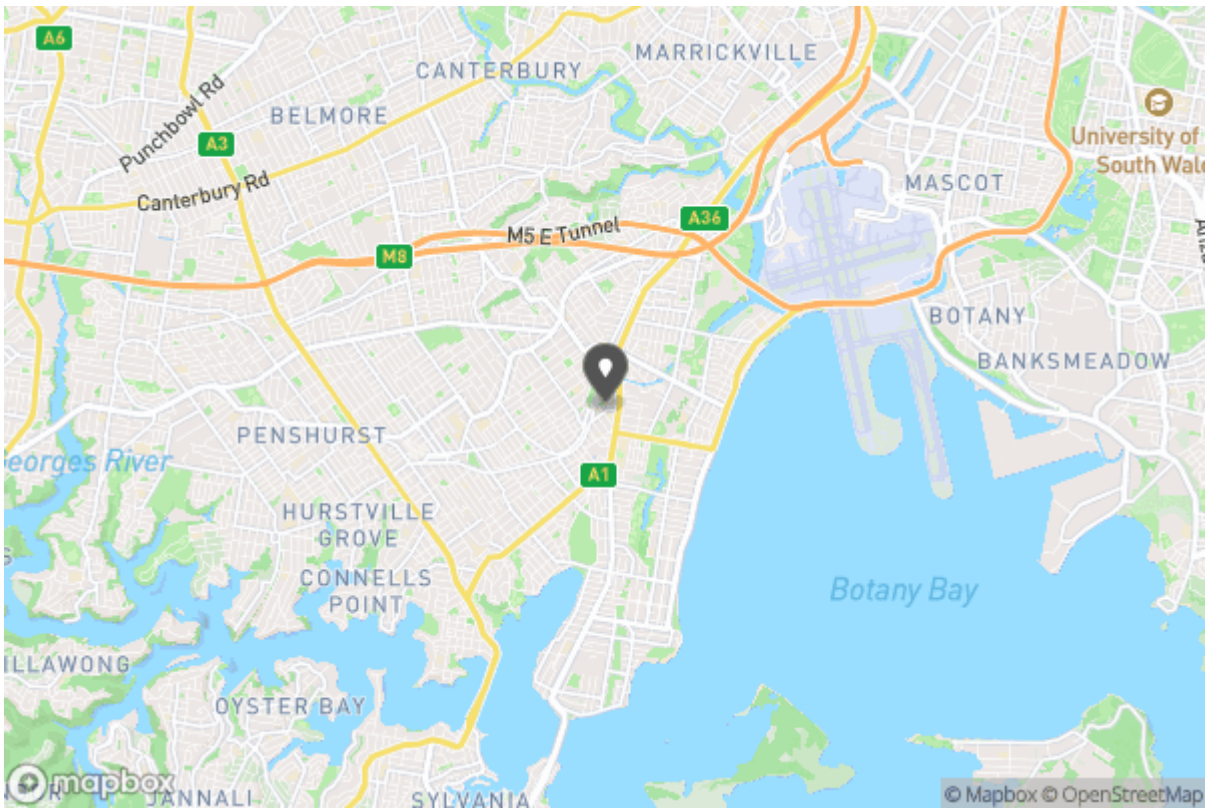 A6
MARRICKVILLE
CANTERBURY
BELMORE
Punchbowl Rd
A3
University of
South Wale
MASCOT
Canterbury Rd
A36
M5 E Tunnel
M8
BOTANY
BANKSMEADOW
PENSHURST
eorges River
A1
HURSTVILLE
GROVE
CONNELLS
POINT
Botany Bay
ILLAWONG
OYSTER BAY
mapbox
JANNALI
SYLVANIA
© Mapbox © OpenStreetMap